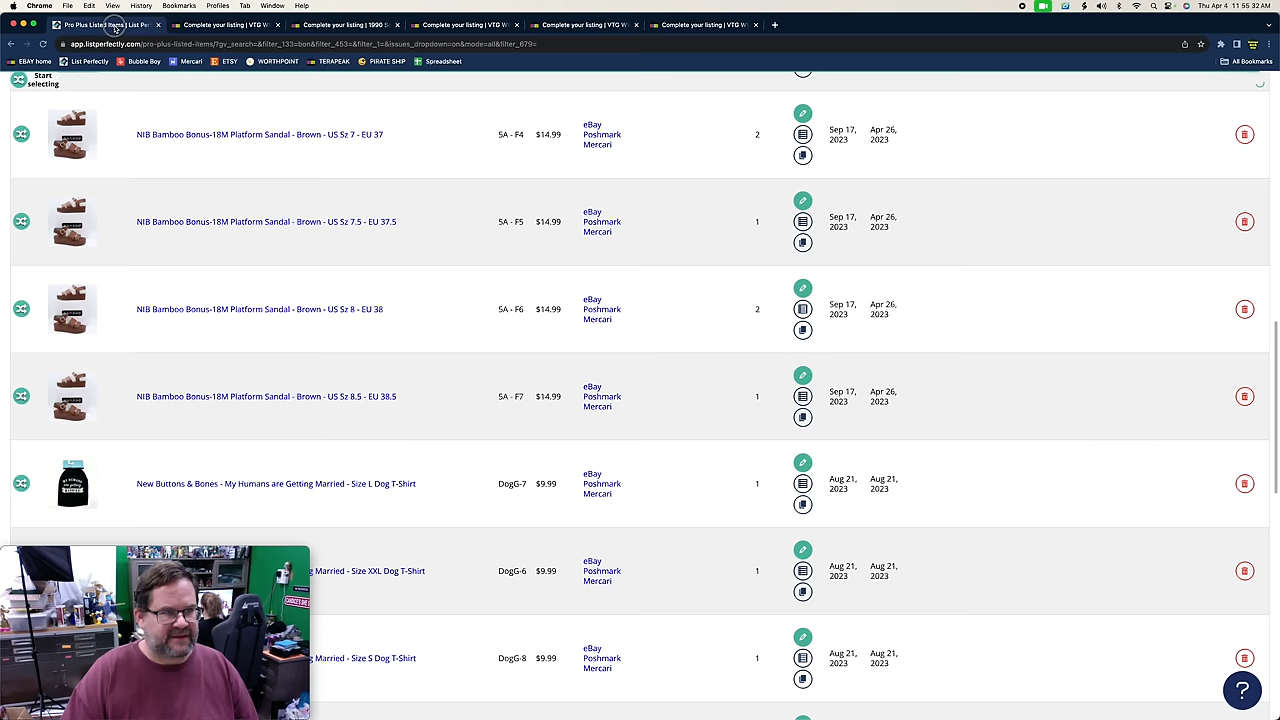 Chrome File Edit View History Bookmarks Profiles Tab Window Help Thu Apr 4 11:55:32 AM
Pro Plus Listed Items | List Per Complete your listing | VTG W Complete your listing | 1990 S Complete your listing | VTG W Complete your listing | VTG W Complete your listing | VTG W
app.listperfectly.com/pro-plus-listed-items/?gv_search=&filter_133=bon&filter_453=&filter_1=&issues_dropdown=on&mode=all&filter_679=
EBAY home List Perfectly Bubble Boy Mercari ETSY WORTHPOINT TERAPEAK PIRATE SHIP Spreadsheet All Bookmarks
Start
selecting
NIB Bamboo Bonus-18M Platform Sandal - Brown - US Sz 7 - EU 37 5A - F4 $14.99 eBay Poshmark Mercari 2 Sep 17, 2023 Apr 26, 2023
NIB Bamboo Bonus-18M Platform Sandal - Brown - US Sz 7.5 - EU 37.5 5A - F5 $14.99 eBay Poshmark Mercari 1 Sep 17, 2023 Apr 26, 2023
NIB Bamboo Bonus-18M Platform Sandal - Brown - US Sz 8 - EU 38 5A - F6 $14.99 eBay Poshmark Mercari 2 Sep 17, 2023 Apr 26, 2023
NIB Bamboo Bonus-18M Platform Sandal - Brown - US Sz 8.5 - EU 38.5 5A - F7 $14.99 eBay Poshmark Mercari 1 Sep 17, 2023 Apr 26, 2023
New Buttons & Bones - My Humans are Getting Married - Size L Dog T-Shirt DogG-7 $9.99 eBay Poshmark Mercari 1 Aug 21, 2023 Aug 21, 2023
g Married - Size XXL Dog T-Shirt DogG-6 $9.99 eBay Poshmark Mercari 1 Aug 21, 2023 Aug 21, 2023
g Married - Size S Dog T-Shirt DogG-8 $9.99 eBay Poshmark Mercari 1 Aug 21, 2023 Aug 21, 2023
?